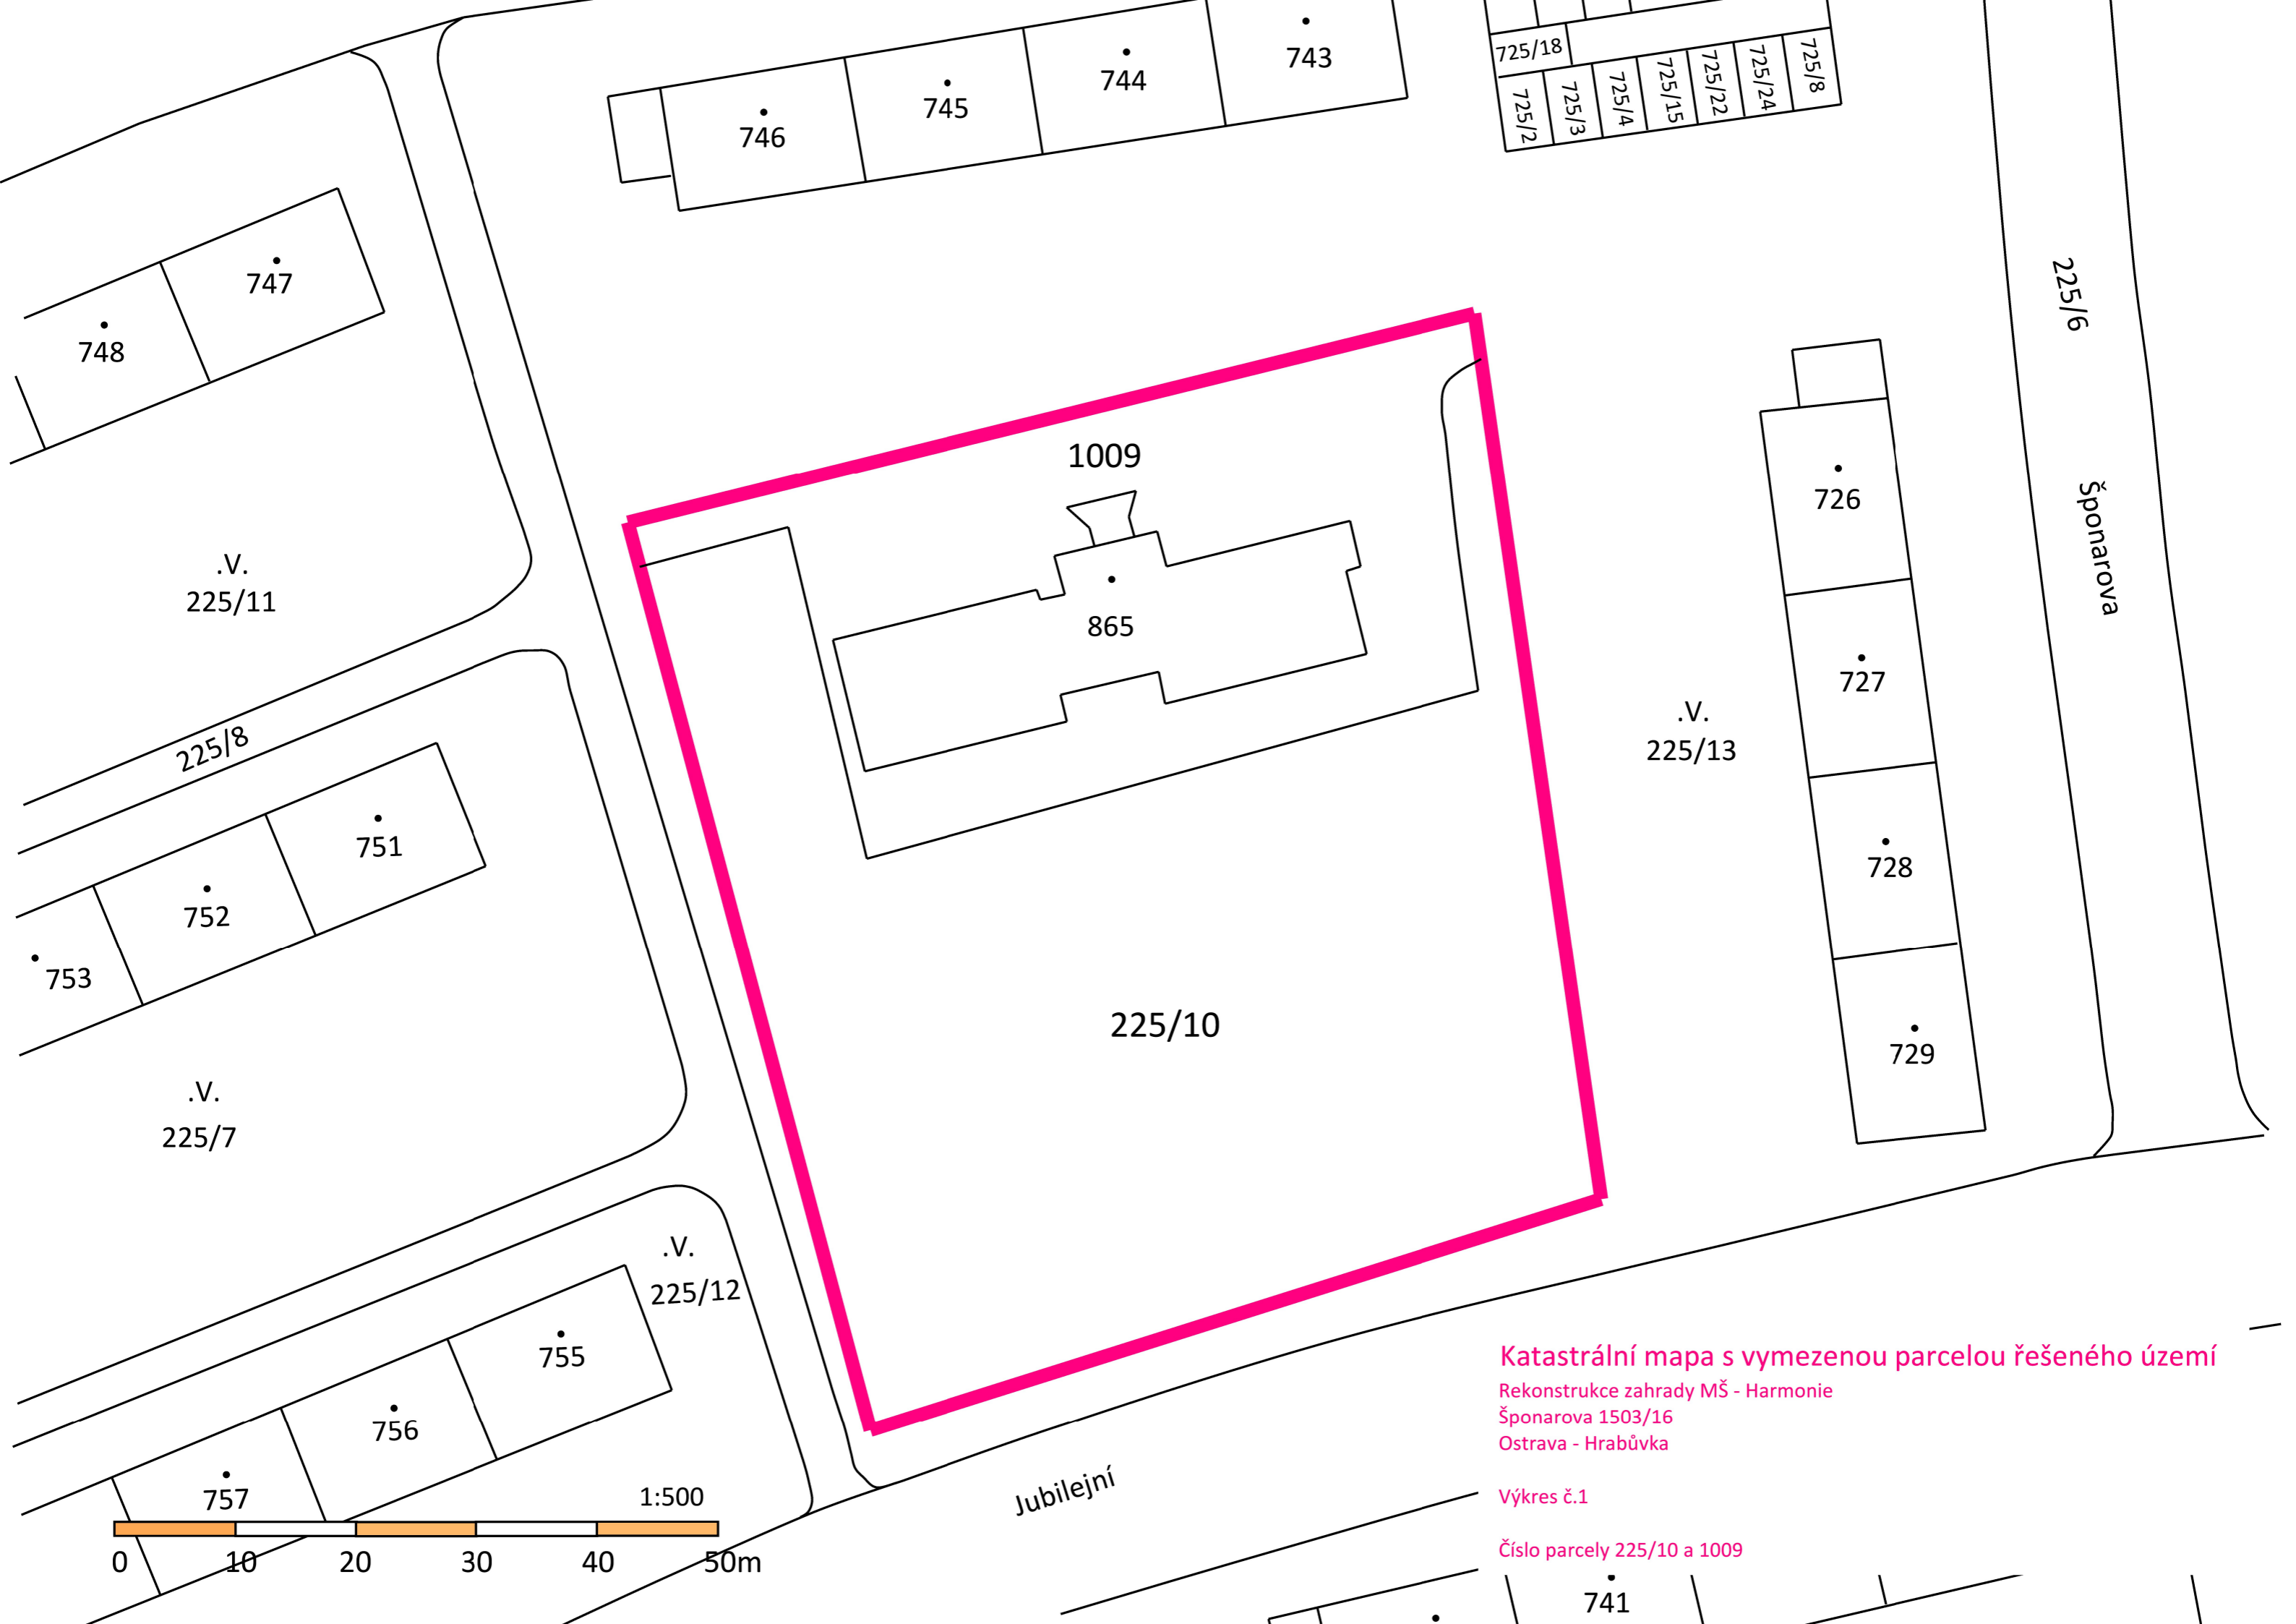 743
744
745
746
725/18
725/2
725/3
725/4
725/15
725/22
725/24
725/8
747
748
225/6
1009
726
Šponarova
.V.
225/11
865
727
.V.
225/13
225/8
751
728
752
753
225/10
729
.V.
225/7
.V.
225/12
755
756
757
Jubilejní
1:500
0 10 20 30 40 50m
Katastrální mapa s vymezenou parcelou řešeného území
Rekonstrukce zahrady MŠ - Harmonie
Šponarova 1503/16
Ostrava - Hrabůvka
Výkres č.1
Číslo parcely 225/10 a 1009
741